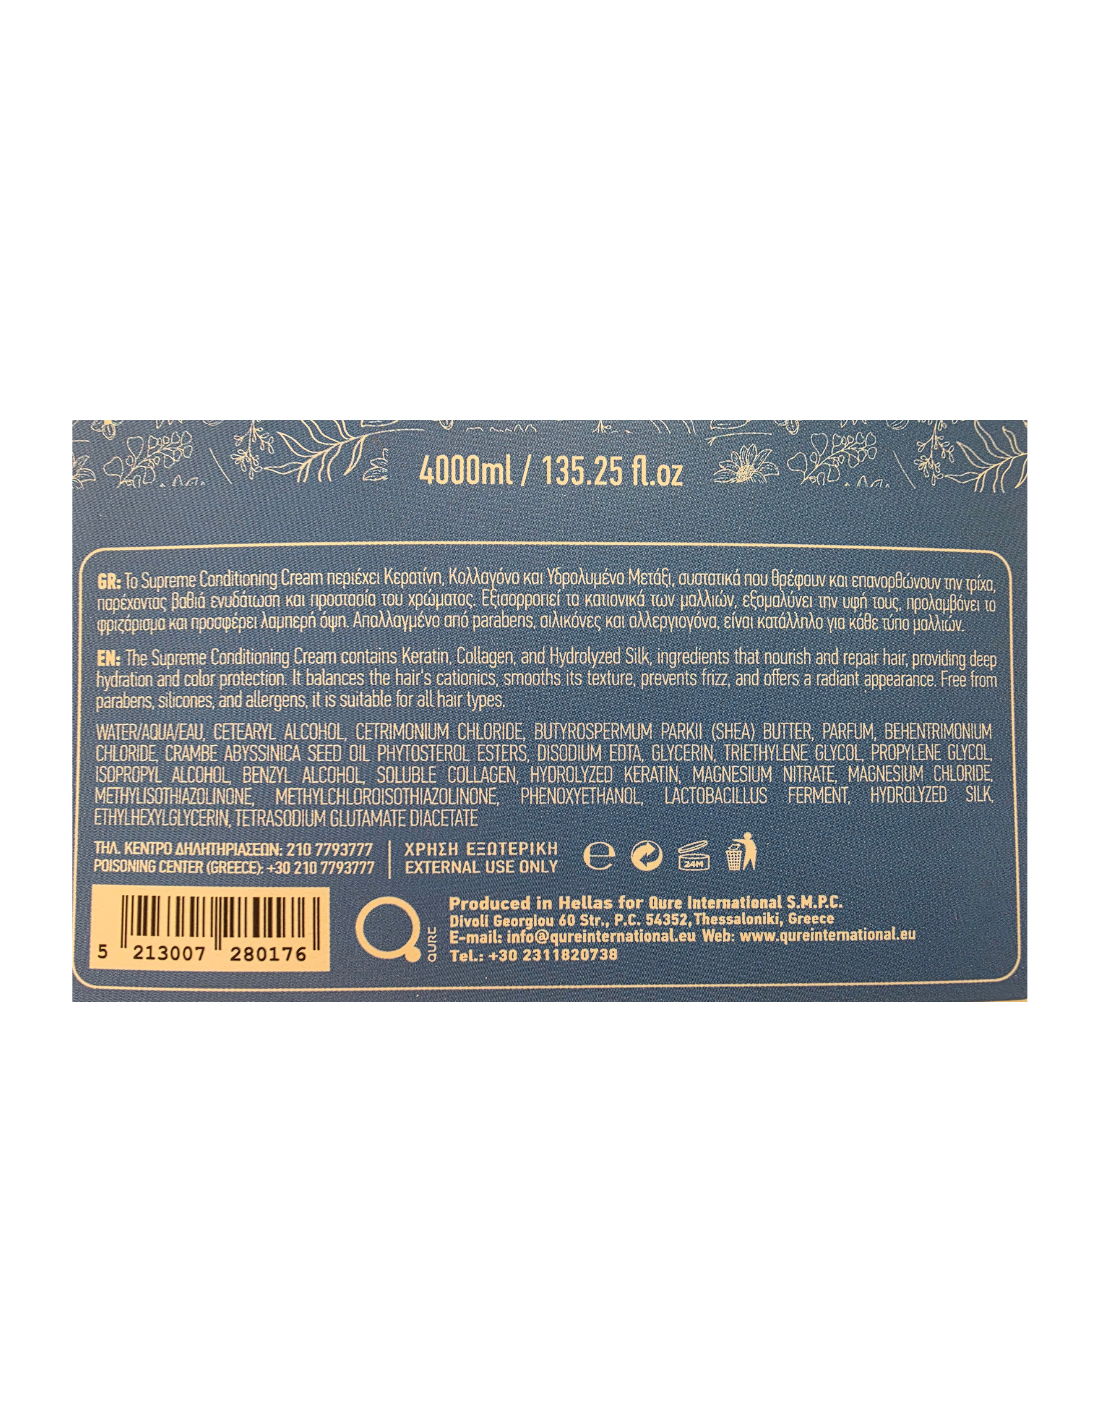 4000ml / 135.25 fl.oz
GR: Το Supreme Conditioning Cream περιέχει Κερατίνη, Κολλαγόνο και Υδρολυμένο Μετάξι, συστατικά που θρέφουν και επανορθώνουν την τρίχα,
παρέχοντας βαθιά ενυδάτωση και προστασία του χρώματος. Εξισορροπεί τα κατιονικά των μαλλιών, εξομαλύνει την υφή τους, προλαμβάνει το
φριζάρισμα και προσφέρει λαμπερή όψη. Απαλλαγμένο από parabens, σιλικόνες και αλλεργιογόνα, είναι κατάλληλο για κάθε τύπο μαλλιών.
EN: The Supreme Conditioning Cream contains Keratin, Collagen, and Hydrolyzed Silk, ingredients that nourish and repair hair, providing deep
hydration and color protection. It balances the hair's cationics, smooths its texture, prevents frizz, and offers a radiant appearance. Free from
parabens, silicones, and allergens, it is suitable for all hair types.
WATER/AQUA/EAU, CETEARYL ALCOHOL, CETRIMONIUM CHLORIDE, BUTYROSPERMUM PARKII (SHEA) BUTTER, PARFUM, BEHENTRIMONIUM
CHLORIDE, CRAMBE ABYSSINICA SEED OIL PHYTOSTEROL ESTERS, DISODIUM EDTA, GLYCERIN, TRIETHYLENE GLYCOL, PROPYLENE GLYCOL,
ISOPROPYL ALCOHOL, BENZYL ALCOHOL, SOLUBLE COLLAGEN, HYDROLYZED KERATIN, MAGNESIUM NITRATE, MAGNESIUM CHLORIDE,
METHYLISOTHIAZOLINONE, METHYLCHLOROISOTHIAZOLINONE, PHENOXYETHANOL, LACTOBACILLUS FERMENT, HYDROLYZED SILK,
ETHYLHEXYLGLYCERIN, TETRASODIUM GLUTAMATE DIACETATE
ΤΗΛ. ΚΕΝΤΡΟ ΔΗΛΗΤΗΡΙΑΣΕΩΝ: 210 7793777
POISONING CENTER (GREECE): +30 210 7793777
ΧΡΗΣΗ ΕΞΩΤΕΡΙΚΗ
EXTERNAL USE ONLY
24M
5 213007 280176
QURE
Produced in Hellas for Qure International S.M.P.C.
Divoli Georgiou 60 Str., P.C. 54352, Thessaloniki, Greece
E-mail: info@qureinternational.eu Web: www.qureinternational.eu
Tel.: +30 2311820738